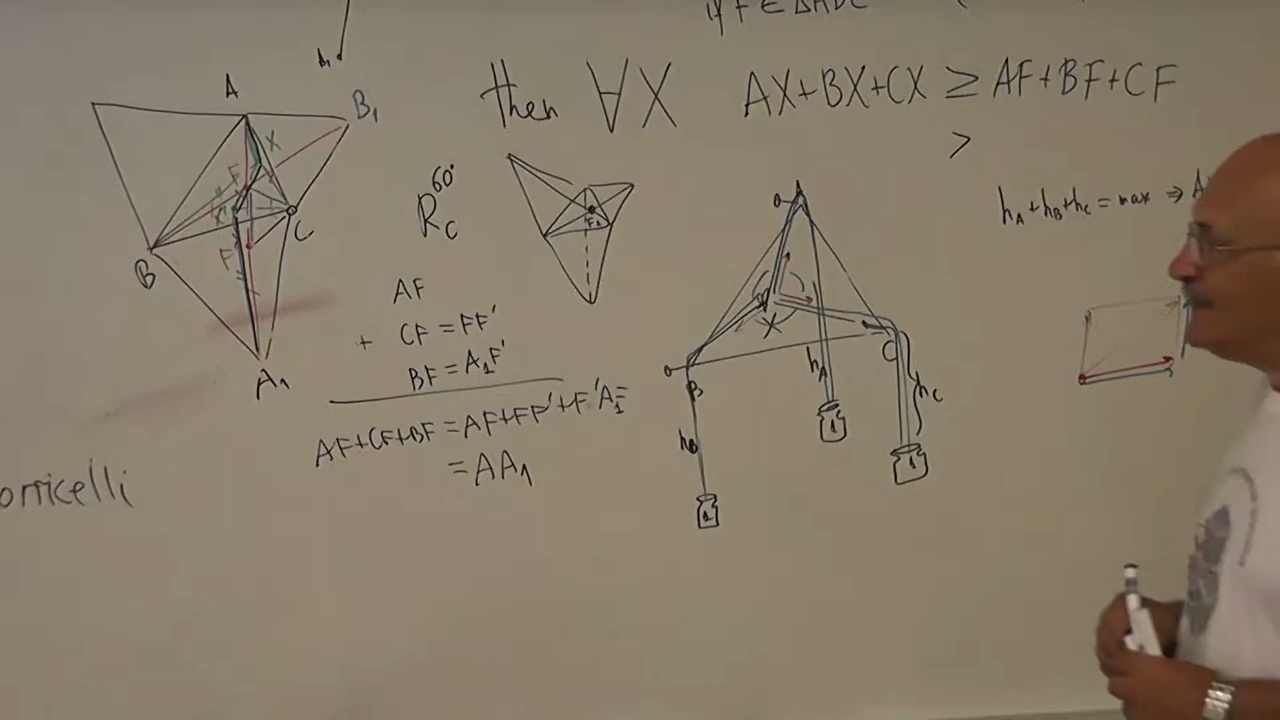 then ∀X AX+BX+CX ≥ AF+BF+CF
>
A
B₁
X
F
X'
C
B
F'
A₁
R_C^60°
F₁
AF
+ CF = FF'
BF = A₁F'
AF+CF+BF = AF+FF'+F'A₁=
= AA₁
A
X
B
C
h_A
h_B
h_C
1
1
1
h_A+h_B+h_C = max ⇒
orricelli